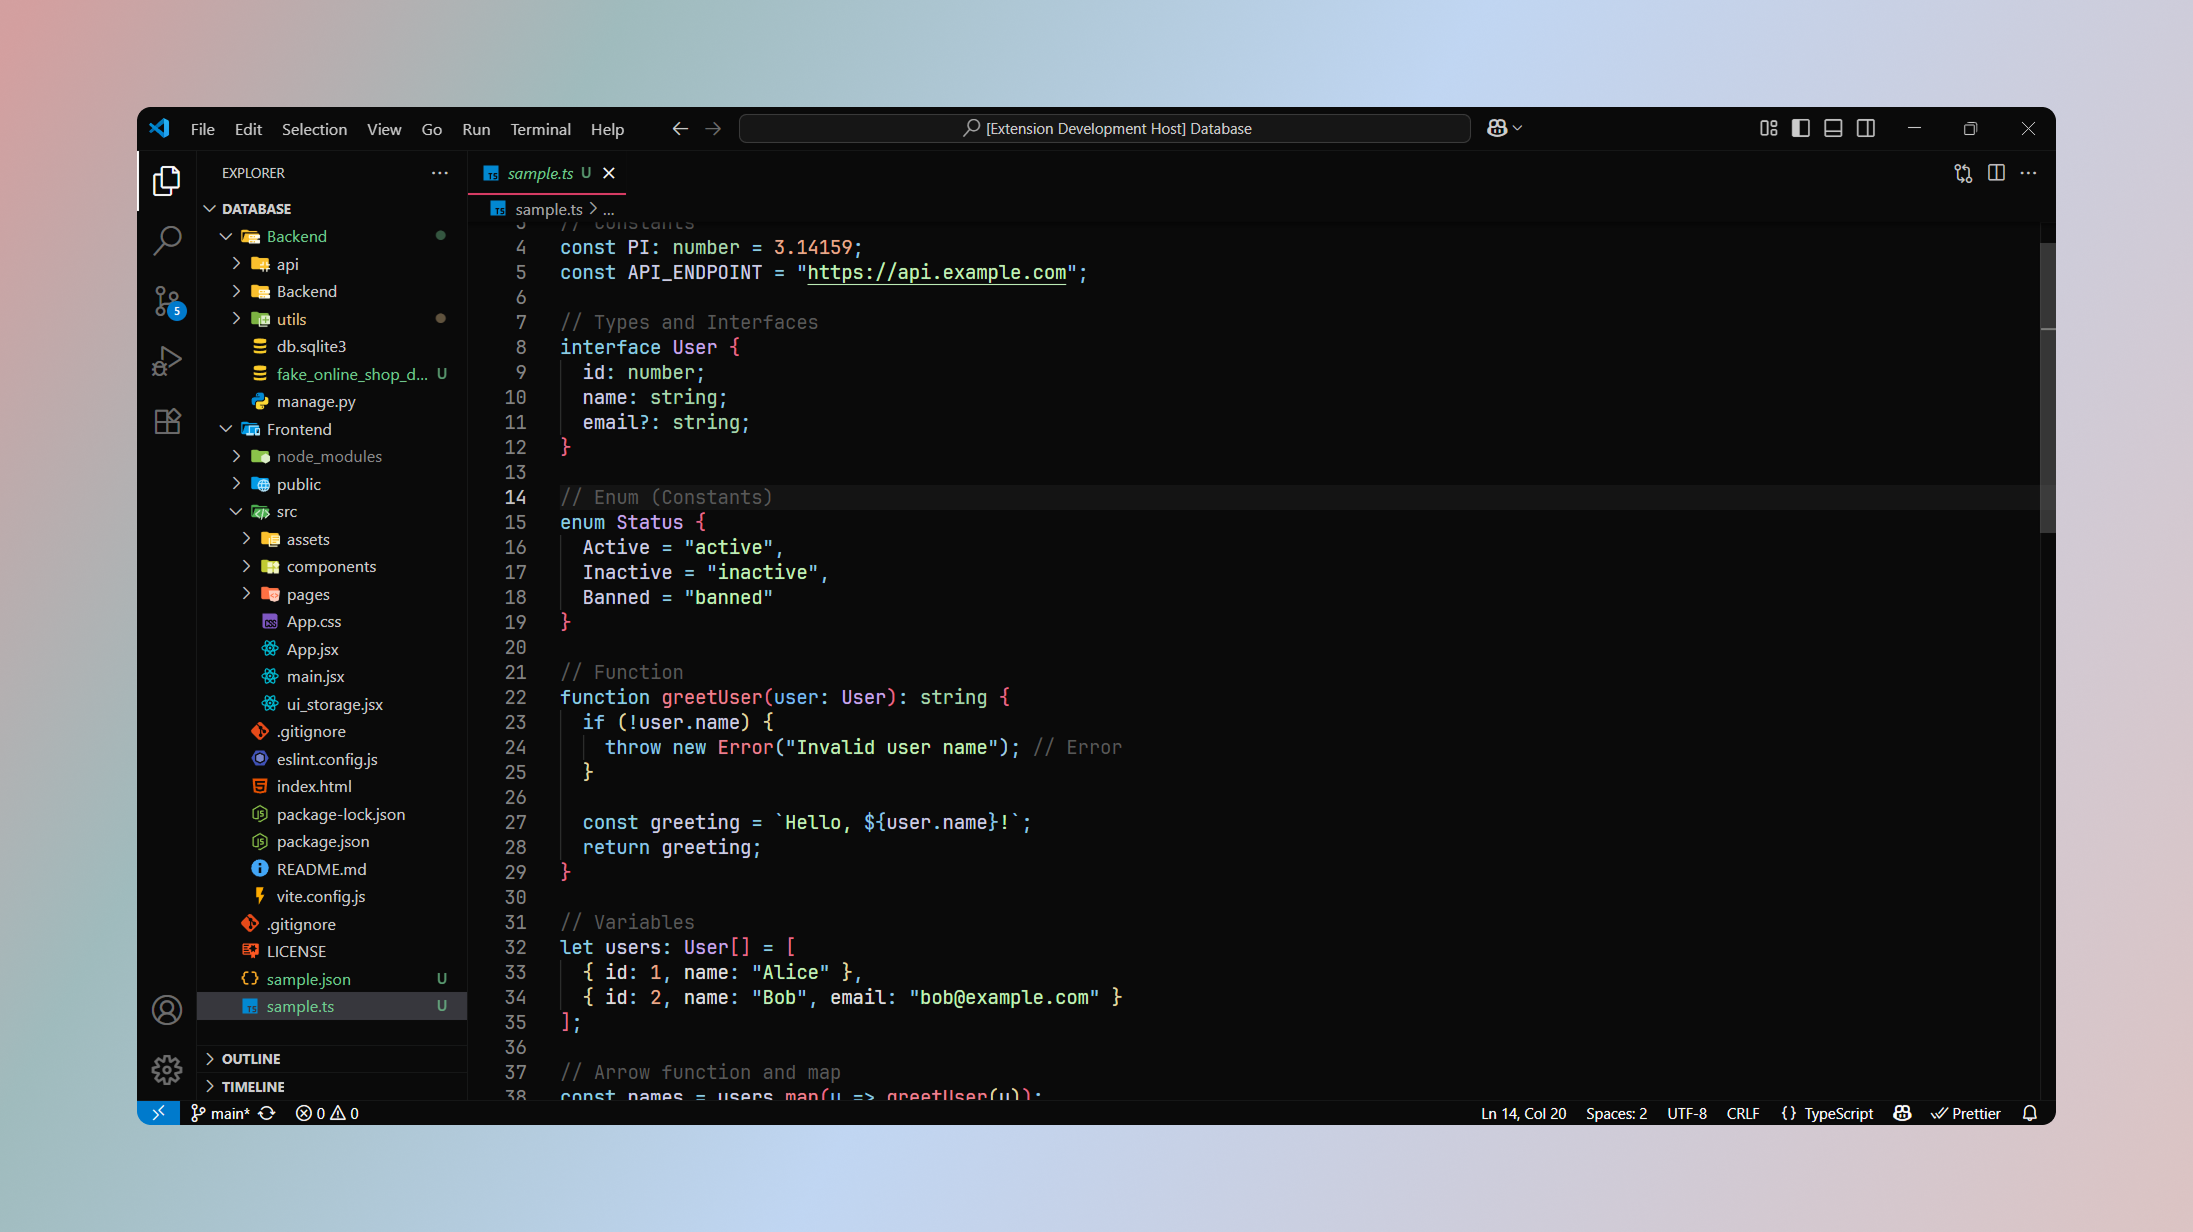 File Edit Selection View Go Run Terminal Help
[Extension Development Host] Database
EXPLORER
DATABASE
Backend
api
Backend
utils
db.sqlite3
fake_online_shop_d... U
manage.py
Frontend
node_modules
public
src
assets
components
pages
App.css
App.jsx
main.jsx
ui_storage.jsx
.gitignore
eslint.config.js
index.html
package-lock.json
package.json
README.md
vite.config.js
.gitignore
LICENSE
sample.json U
sample.ts U
OUTLINE
TIMELINE
5
sample.ts U
sample.ts > ...
3 // Constants
4 const PI: number = 3.14159;
5 const API_ENDPOINT = "https://api.example.com";
6
7 // Types and Interfaces
8 interface User {
9 id: number;
10 name: string;
11 email?: string;
12 }
13
14 // Enum (Constants)
15 enum Status {
16 Active = "active",
17 Inactive = "inactive",
18 Banned = "banned"
19 }
20
21 // Function
22 function greetUser(user: User): string {
23 if (!user.name) {
24 throw new Error("Invalid user name"); // Error
25 }
26
27 const greeting = `Hello, ${user.name}!`;
28 return greeting;
29 }
30
31 // Variables
32 let users: User[] = [
33 { id: 1, name: "Alice" },
34 { id: 2, name: "Bob", email: "bob@example.com" }
35 ];
36
37 // Arrow function and map
38 const names = users.map(u => greetUser(u));
main* 0 0
Ln 14, Col 20 Spaces: 2 UTF-8 CRLF {} TypeScript Prettier